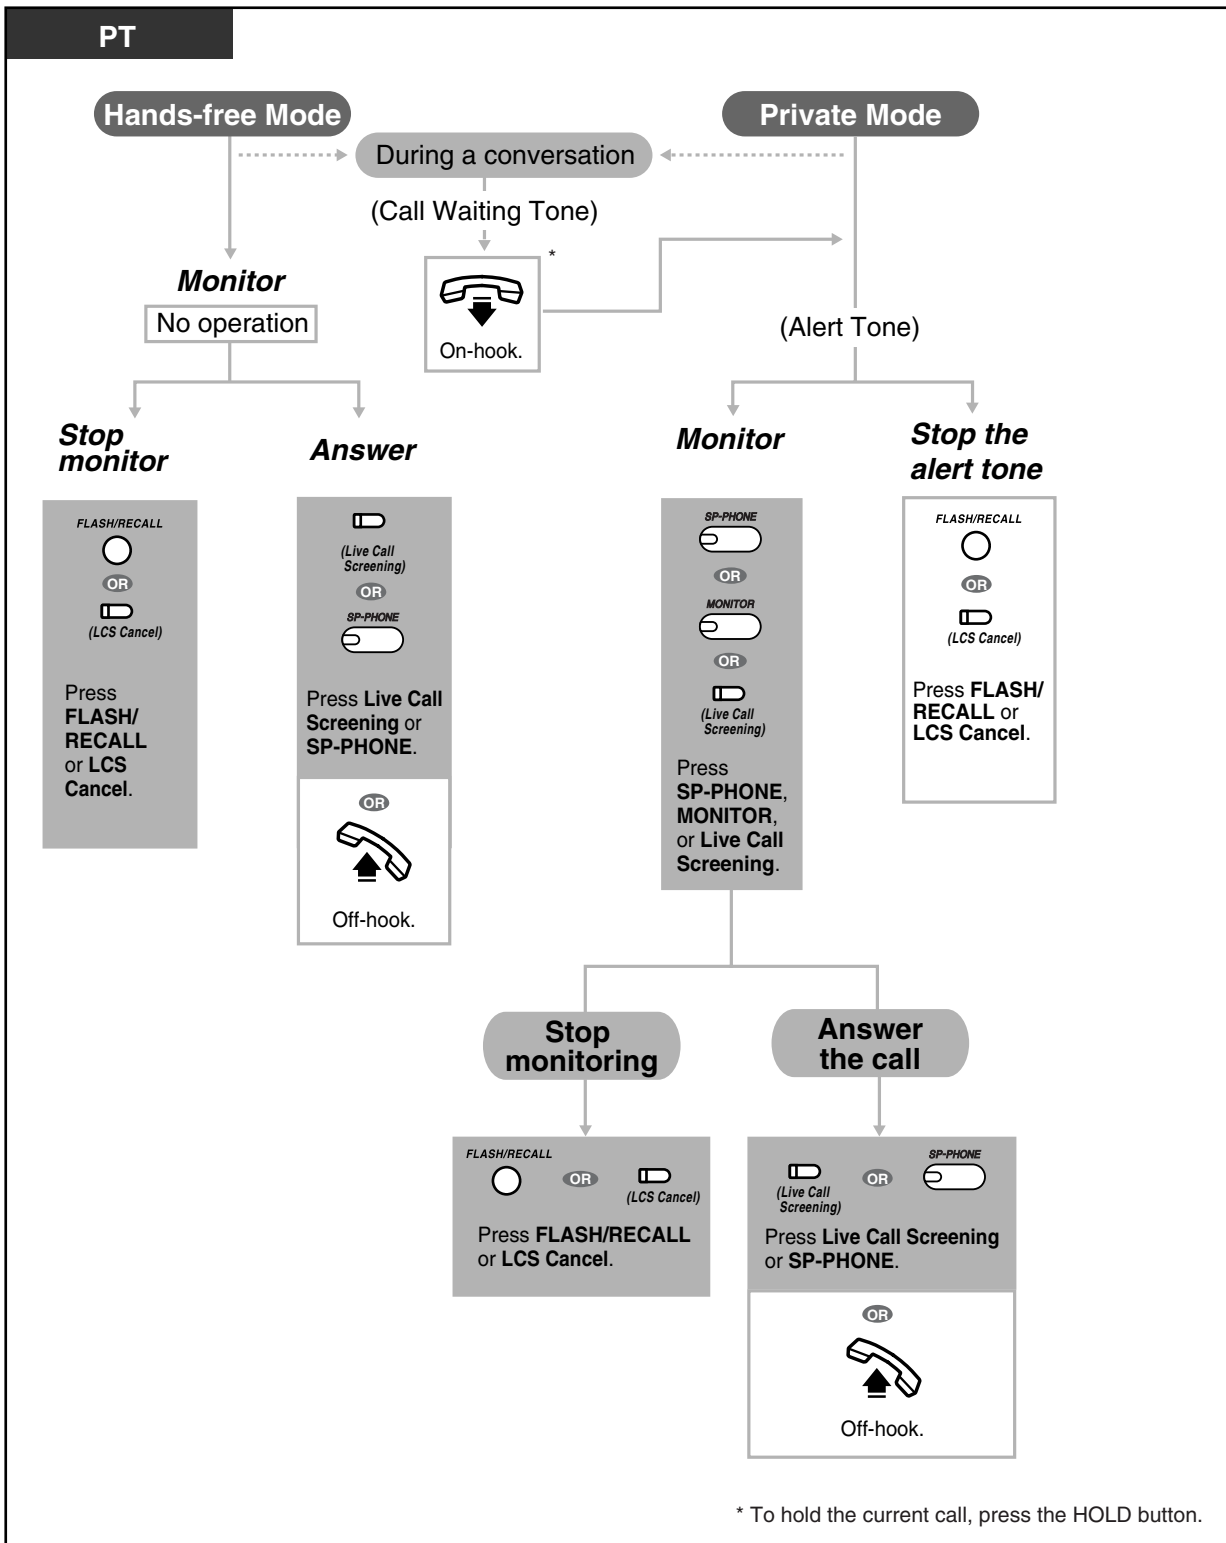 PT
Hands-free Mode
Private Mode
During a conversation
(Call Waiting Tone)
*
On-hook.
Monitor
No operation
(Alert Tone)
Stop
monitor
FLASH/RECALL
OR
(LCS Cancel)
Press
FLASH/
RECALL
or LCS
Cancel.
Answer
(Live Call
Screening)
OR
SP-PHONE
Press Live Call
Screening or
SP-PHONE.
OR
Off-hook.
Monitor
SP-PHONE
OR
MONITOR
OR
(Live Call
Screening)
Press
SP-PHONE,
MONITOR,
or Live Call
Screening.
Stop the
alert tone
FLASH/RECALL
OR
(LCS Cancel)
Press FLASH/
RECALL or
LCS Cancel.
Stop
monitoring
FLASH/RECALL
OR
(LCS Cancel)
Press FLASH/RECALL
or LCS Cancel.
Answer
the call
(Live Call
Screening)
OR
SP-PHONE
Press Live Call Screening
or SP-PHONE.
OR
Off-hook.
* To hold the current call, press the HOLD button.